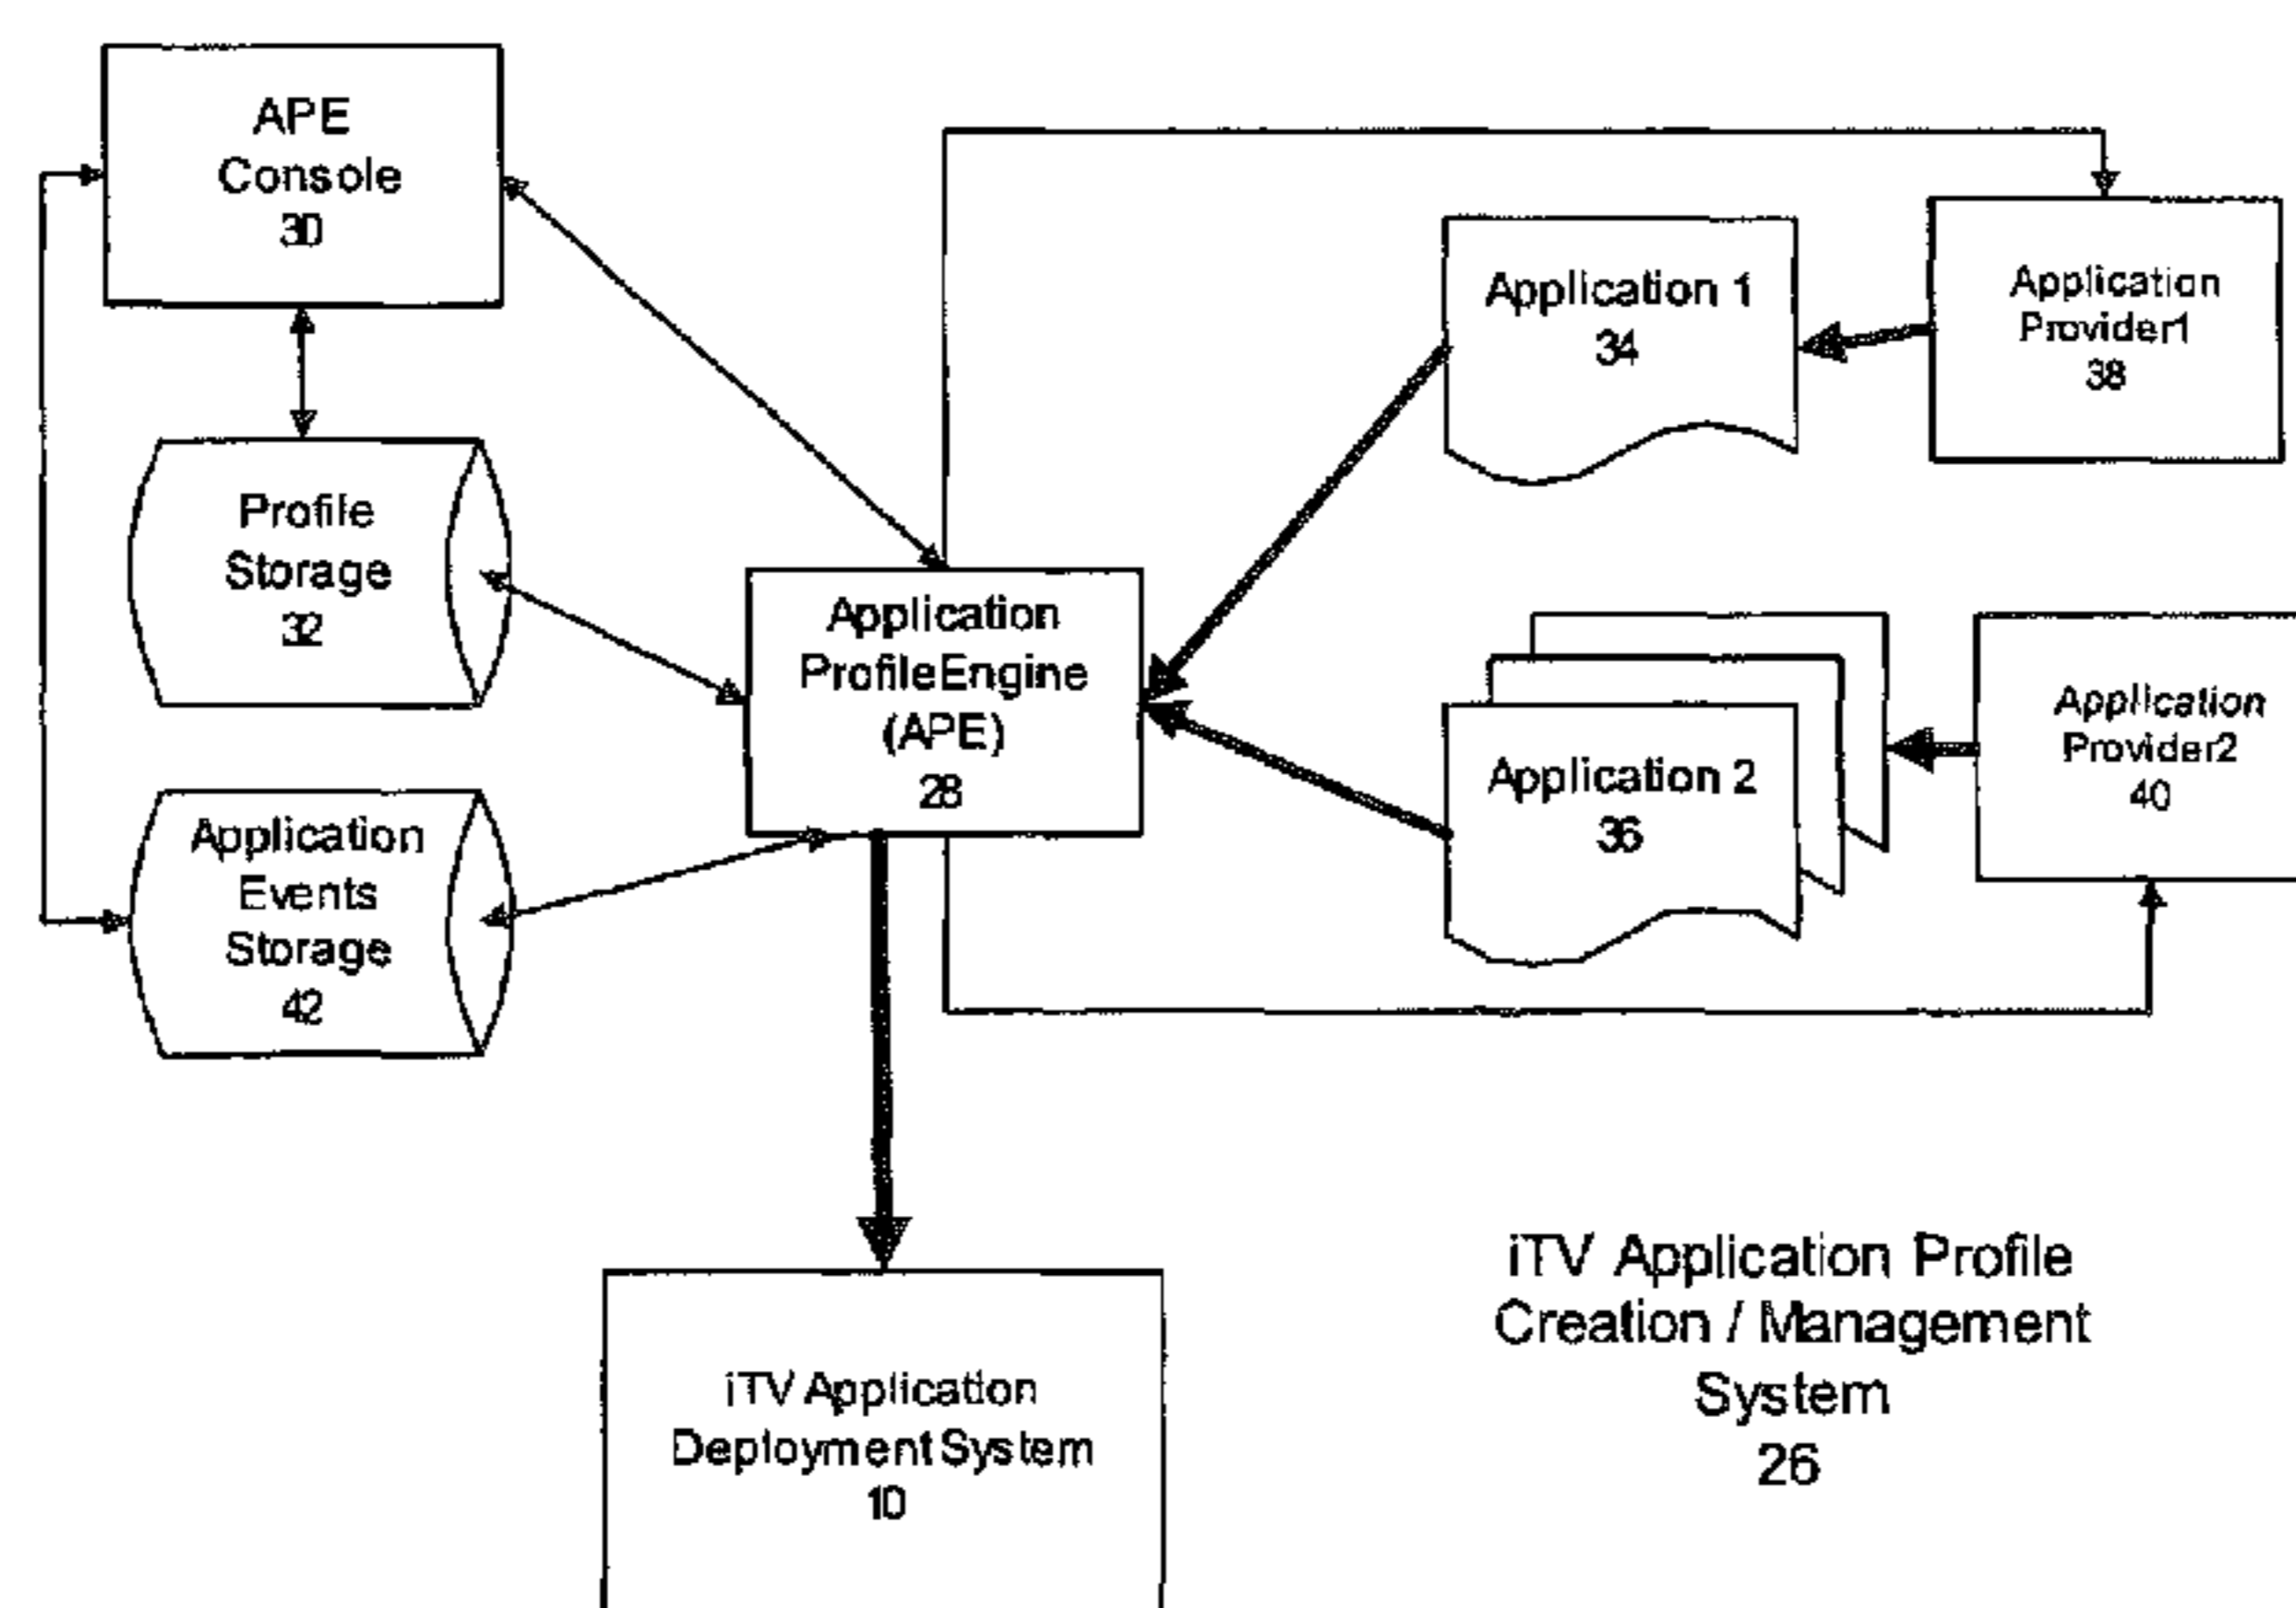 APE
Console
30
Application 1
34
Application
Provider1
38
Profile
Storage
32
Application
ProfileEngine
(APE)
28
Application 2
36
Application
Provider2
40
Application
Events
Storage
42
iTV Application
Deployment System
10
iTV Application Profile
Creation / Management
System
26